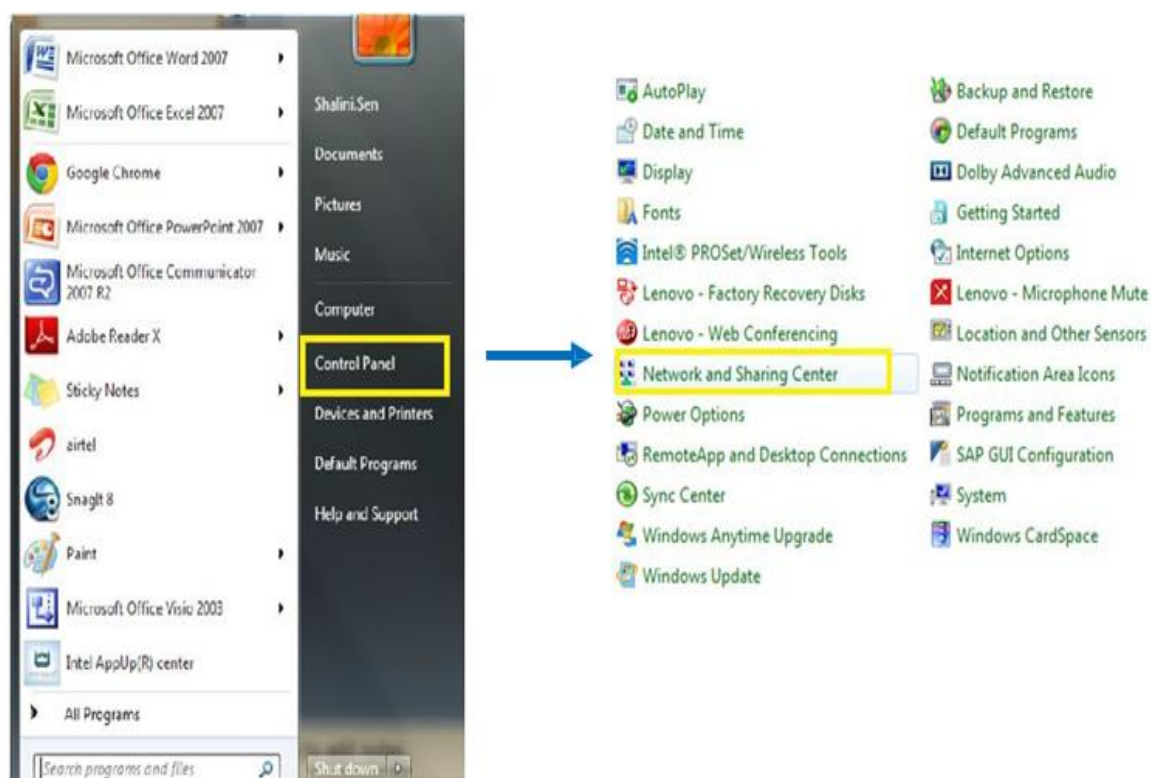 Microsoft Office Word 2007
Microsoft Office Excel 2007
Google Chrome
Microsoft Office PowerPoint 2007
Microsoft Office Communicator
2007 R2
Adobe Reader X
Sticky Notes
airtel
SnagIt 8
Paint
Microsoft Office Visio 2003
Intel AppUp(R) center
All Programs
Search programs and files
Shalini.Sen
Documents
Pictures
Music
Computer
Control Panel
Devices and Printers
Default Programs
Help and Support
Shut down
AutoPlay
Date and Time
Display
Fonts
Intel® PROSet/Wireless Tools
Lenovo - Factory Recovery Disks
Lenovo - Web Conferencing
Network and Sharing Center
Power Options
RemoteApp and Desktop Connections
Sync Center
Windows Anytime Upgrade
Windows Update
Backup and Restore
Default Programs
Dolby Advanced Audio
Getting Started
Internet Options
Lenovo - Microphone Mute
Location and Other Sensors
Notification Area Icons
Programs and Features
SAP GUI Configuration
System
Windows CardSpace